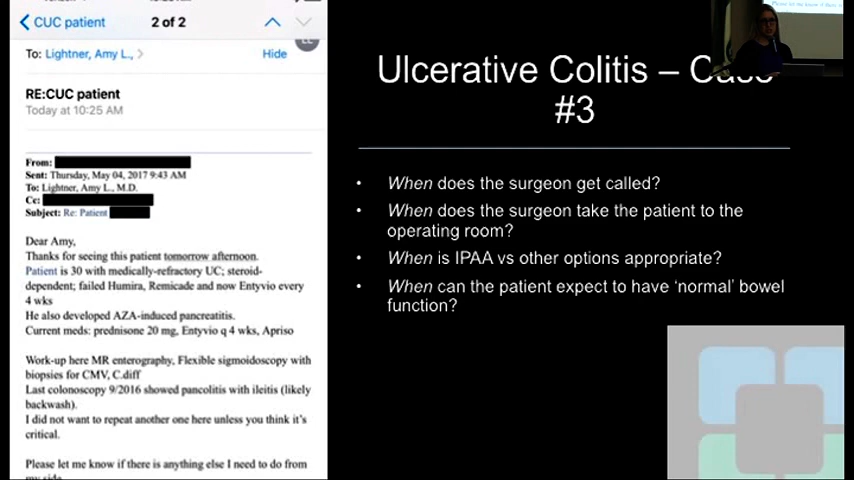 CUC patient
2 of 2
To: Lightner, Amy L.,
Hide
RE:CUC patient
Today at 10:25 AM
From:
Sent: Thursday, May 04, 2017 9:43 AM
To: Lightner, Amy L., M.D.
Cc:
Subject: Re: Patient
Dear Amy,
Thanks for seeing this patient tomorrow afternoon.
Patient is 30 with medically-refractory UC; steroid-
dependent; failed Humira, Remicade and now Entyvio every
4 wks
He also developed AZA-induced pancreatitis.
Current meds: prednisone 20 mg, Entyvio q 4 wks, Apriso
Work-up here MR enterography, Flexible sigmoidoscopy with
biopsies for CMV, C.diff
Last colonoscopy 9/2016 showed pancolitis with ileitis (likely
backwash).
I did not want to repeat another one here unless you think it's
critical.
Please let me know if there is anything else I need to do from
my side
Ulcerative Colitis – Case
#3
• When does the surgeon get called?
• When does the surgeon take the patient to the
operating room?
• When is IPAA vs other options appropriate?
• When can the patient expect to have ‘normal’ bowel
function?